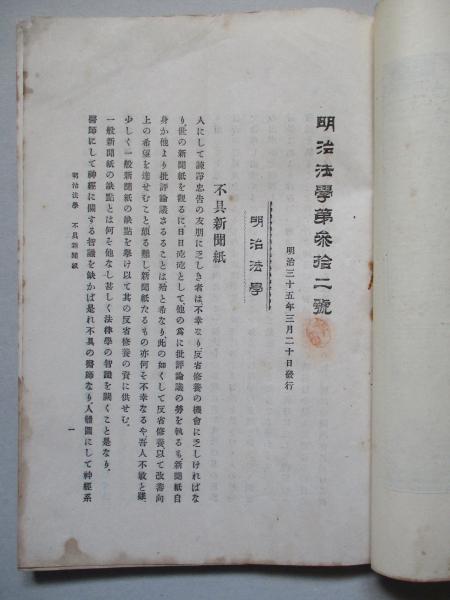 明治法學第參拾二號
明治三十五年三月二十日發行
明治法學
不具新聞紙
人にして諫諍忠告の友朋に乏しき者は、不幸なり、反省修養の機會に乏しければな
り、世の新聞紙を觀るに、日日吃々として、他の爲に批評論議の勞を執るも、新聞紙自
身が他より批評論議さるることは殆と希なり、此の如くして反省修養、以て改善向
上の希望を達せむこと頗る難し、新聞紙たるもの亦何そ不幸なるや、吾人不敏と雖、
少しく一般新聞紙の缺點を擧け以て其の反省修養の資に供せむ。
一般新聞紙の缺點とは何そ他なし甚しく法律學の智識を闕くこと是なり、
醫師にして神經に關する智識を缺かば是れ不具の醫師なり、人體圖にして神經系
明治法學 不具新聞紙
一